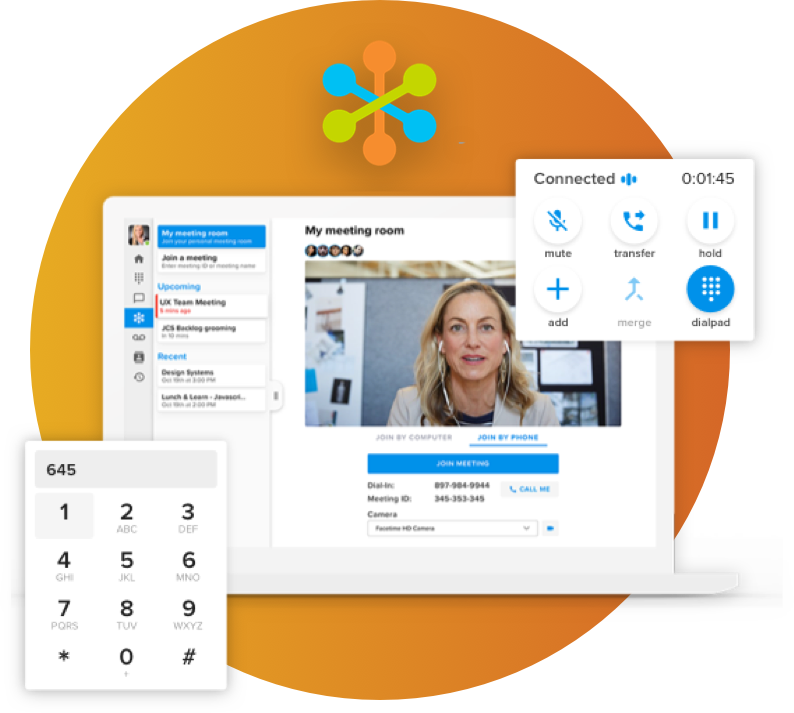 Connected 0:01:45
mute transfer hold
add merge dialpad
My meeting room
Join your personal meeting room
Join a meeting
Enter meeting ID or meeting name
Upcoming
UX Team Meeting
5 mins ago
JCS Backlog grooming
in 10 mins
Recent
Design Systems
Oct 19th at 3:00 PM
Lunch & Learn - Javascri...
Oct 19th at 2:00 PM
My meeting room
JOIN BY COMPUTER JOIN BY PHONE
JOIN MEETING
Dial-in: 897-984-9944
CALL ME
Meeting ID: 345-353-345
Camera
Facetime HD Camera
645
1 2 3
ABC DEF
4 5 6
GHI JKL MNO
7 8 9
PQRS TUV WXYZ
* 0 #
+